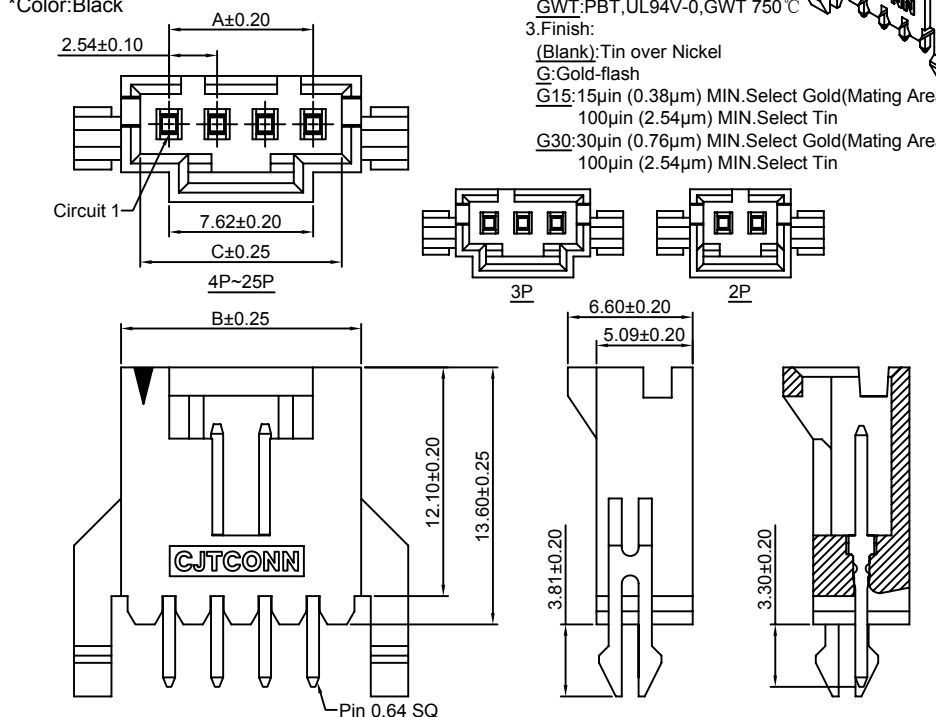 *Color:Black
GWT:PBT,UL94V-0,GWT 750℃
3.Finish:
(Blank):Tin over Nickel
G:Gold-flash
G15:15µin (0.38µm) MIN.Select Gold(Mating Area
100µin (2.54µm) MIN.Select Tin
G30:30µin (0.76µm) MIN.Select Gold(Mating Area
100µin (2.54µm) MIN.Select Tin
A±0.20
2.54±0.10
Circuit 1
7.62±0.20
C±0.25
4P~25P
3P
2P
B±0.25
6.60±0.20
5.09±0.20
12.10±0.20
13.60±0.25
3.81±0.20
3.30±0.20
CJTCONN
Pin 0.64 SQ